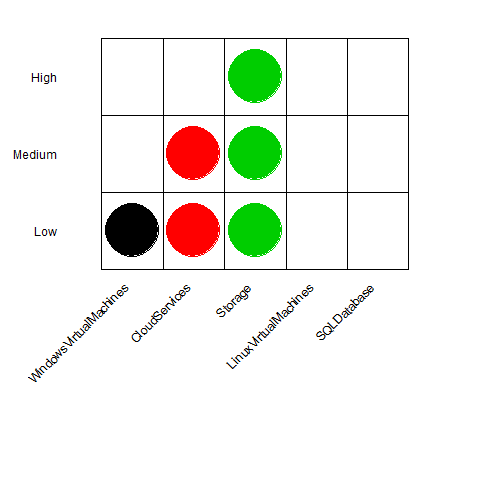 High
Medium
Low
WindowsVirtualMachines
CloudServices
Storage
LinuxVirtualMachines
SQLDatabase